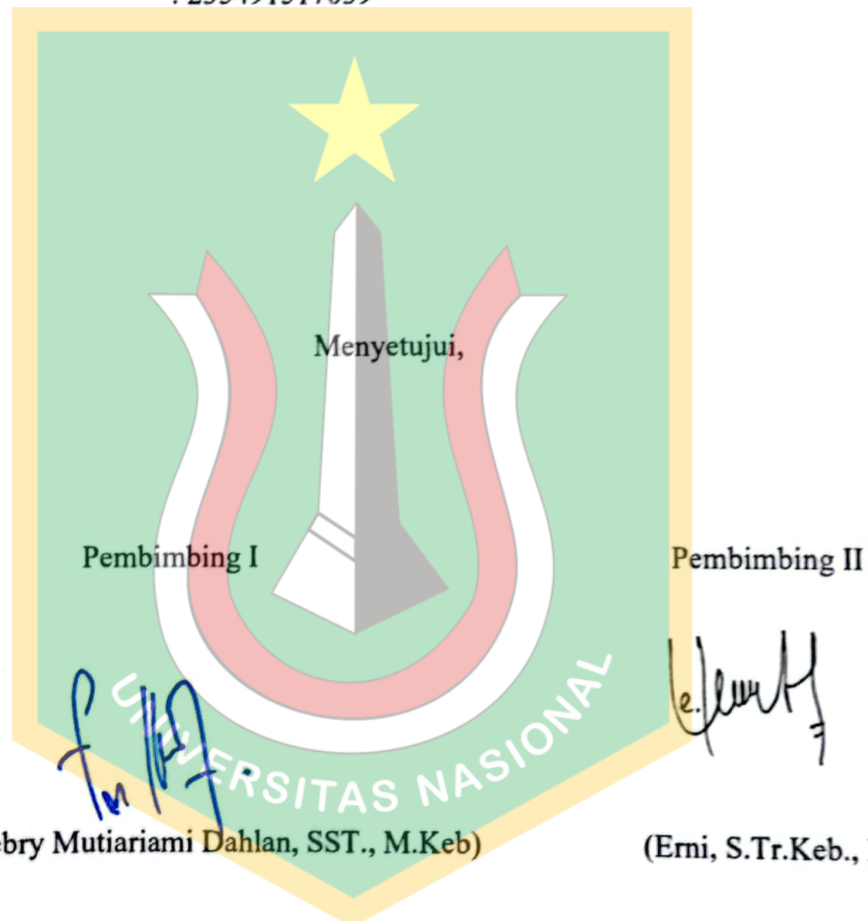 Menyetujui,
Pembimbing I Pembimbing II
UNIVERSITAS NASIONAL
ebry Mutiariami Dahlan, SST., M.Keb) (Erni, S.Tr.Keb.,